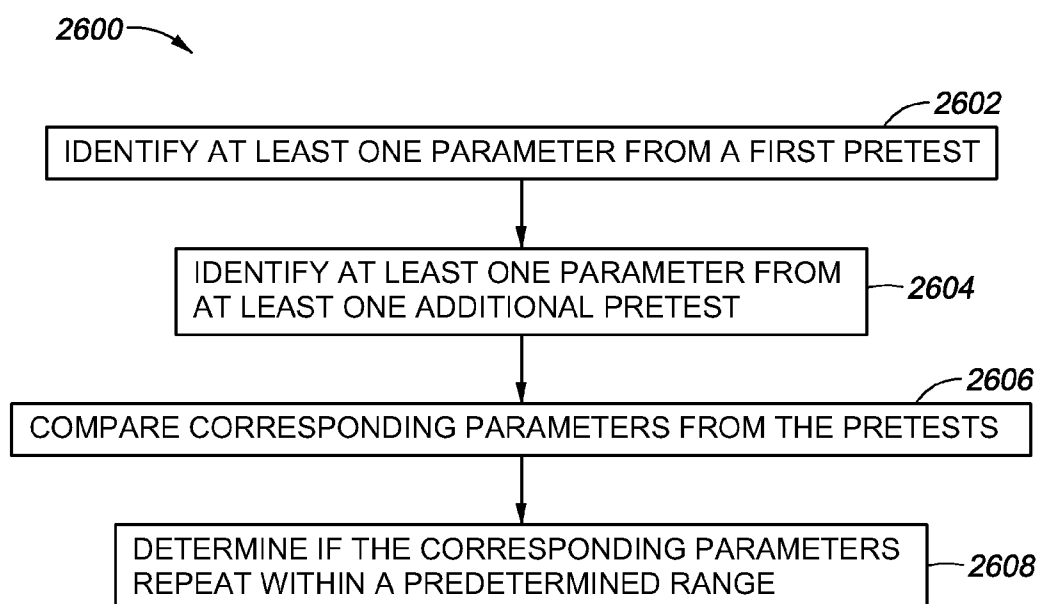 2600
2602
IDENTIFY AT LEAST ONE PARAMETER FROM A FIRST PRETEST
IDENTIFY AT LEAST ONE PARAMETER FROM
AT LEAST ONE ADDITIONAL PRETEST
2604
2606
COMPARE CORRESPONDING PARAMETERS FROM THE PRETESTS
DETERMINE IF THE CORRESPONDING PARAMETERS
REPEAT WITHIN A PREDETERMINED RANGE
2608